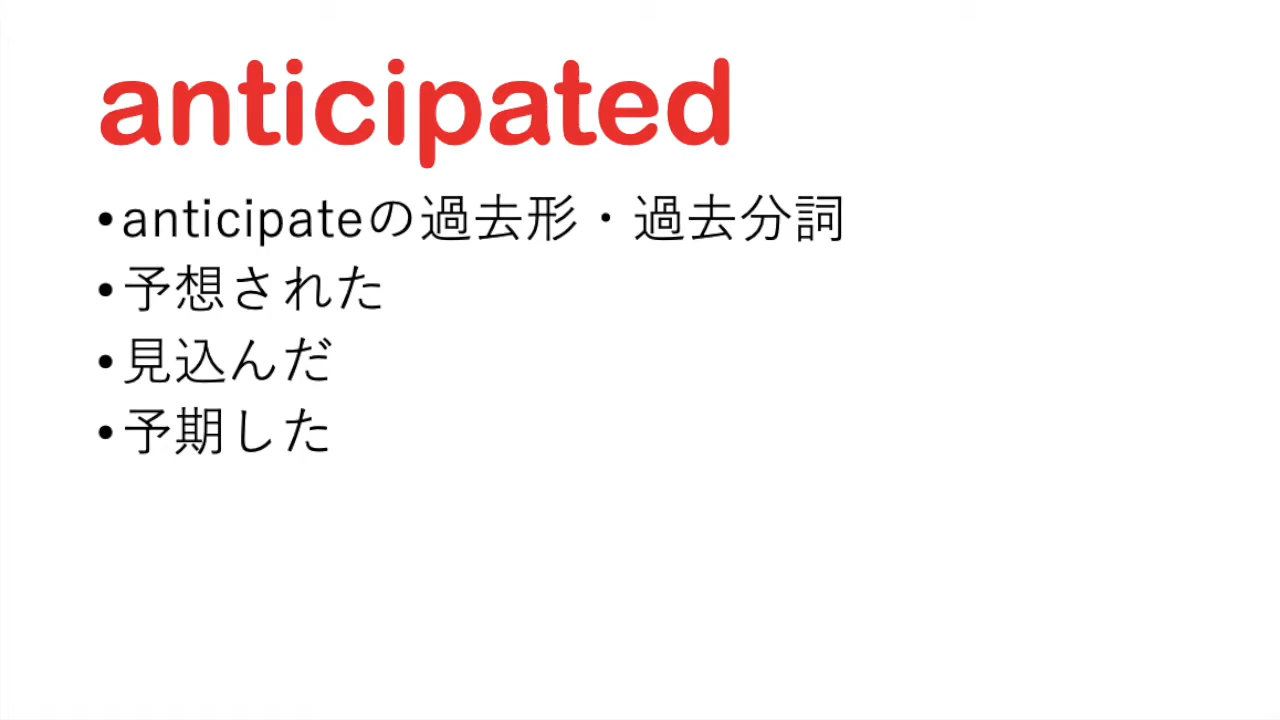 anticipated
•anticipateの過去形・過去分詞
•予想された
•見込んだ
•予期した